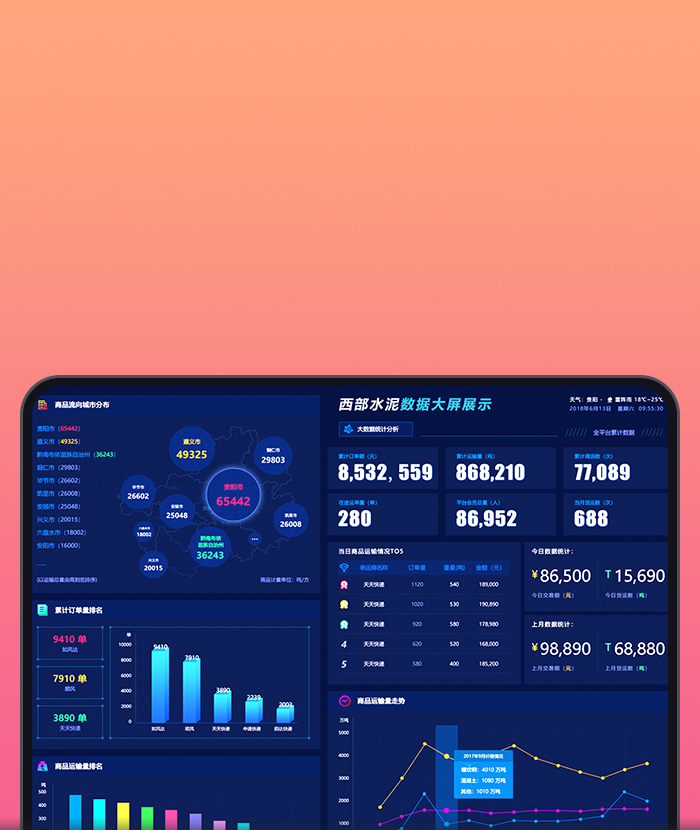 商品流向城市分布
贵阳市（65442）
遵义市（49325）
黔南布依苗族自治州（36243）
铜仁市（29803）
毕节市（26602）
凯里市（26008）
安顺市（25048）
兴义市（20015）
六盘水市（18002）
安阳市（16000）
......
(以运输总量由高到低排序)
遵义市
49325
铜仁市
29803
毕节市
26602
贵阳市
65442
安顺市
25048
凯里市
26008
六盘水市
18002
黔南布依
苗族自治州
36243
...
兴义市
20015
商品计量单位：吨/方
西部水泥数据大屏展示
天气：贵阳 - 雷阵雨 18℃~25℃
2018年6月13日 星期六 09:55:30
大数据统计分析
全平台累计数据
累计订单额（元）
8,532, 559
累计运输量（吨）
868,210
累计调派数（次）
77,089
在途运单量（单）
280
平台会员总量（人）
86,952
当月货运数（次）
688
当日商品运输情况TO5
承运商名称 订单量 重量(吨) 金额（元）
天天快递 1120 540 189,000
天天快递 1020 530 190,890
天天快递 920 580 178,980
4 天天快递 620 520 168,000
5 天天快递 580 400 185,200
今日数据统计：
¥86,500
今日交易额（元）
T 15,690
今日货运数（吨）
上月数据统计：
¥98,890
上月交易额（元）
T 68,880
上月货运数（吨）
累计订单量排名
9410 单
如风达
7910 单
顺风
3890 单
天天快递
单
10000
8000
6000
4000
2000
0
9410
7910
3890
2239
2003
如风达
顺风
天天快递
中通快递
百达快递
商品运输量排名
吨
500
400
300
商品运输量走势
万吨
5000
4000
3000
2000
1000
2017年9月价格情况
螺纹钢：4010 万吨
混凝土：1080 万吨
其他：1010 万吨